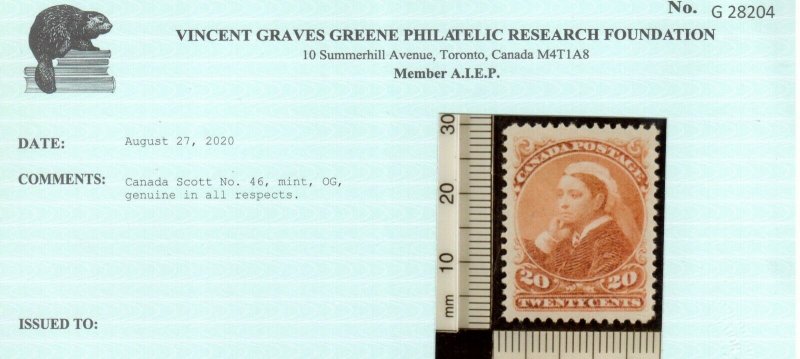 No. G 28204
VINCENT GRAVES GREENE PHILATELIC RESEARCH FOUNDATION
10 Summerhill Avenue, Toronto, Canada M4T1A8
Member A.I.E.P.
DATE: August 27, 2020
COMMENTS: Canada Scott No. 46, mint, OG,
genuine in all respects.
ISSUED TO:
30
20
10
mm
CANADA POSTAGE
20 20
TWENTY CENTS